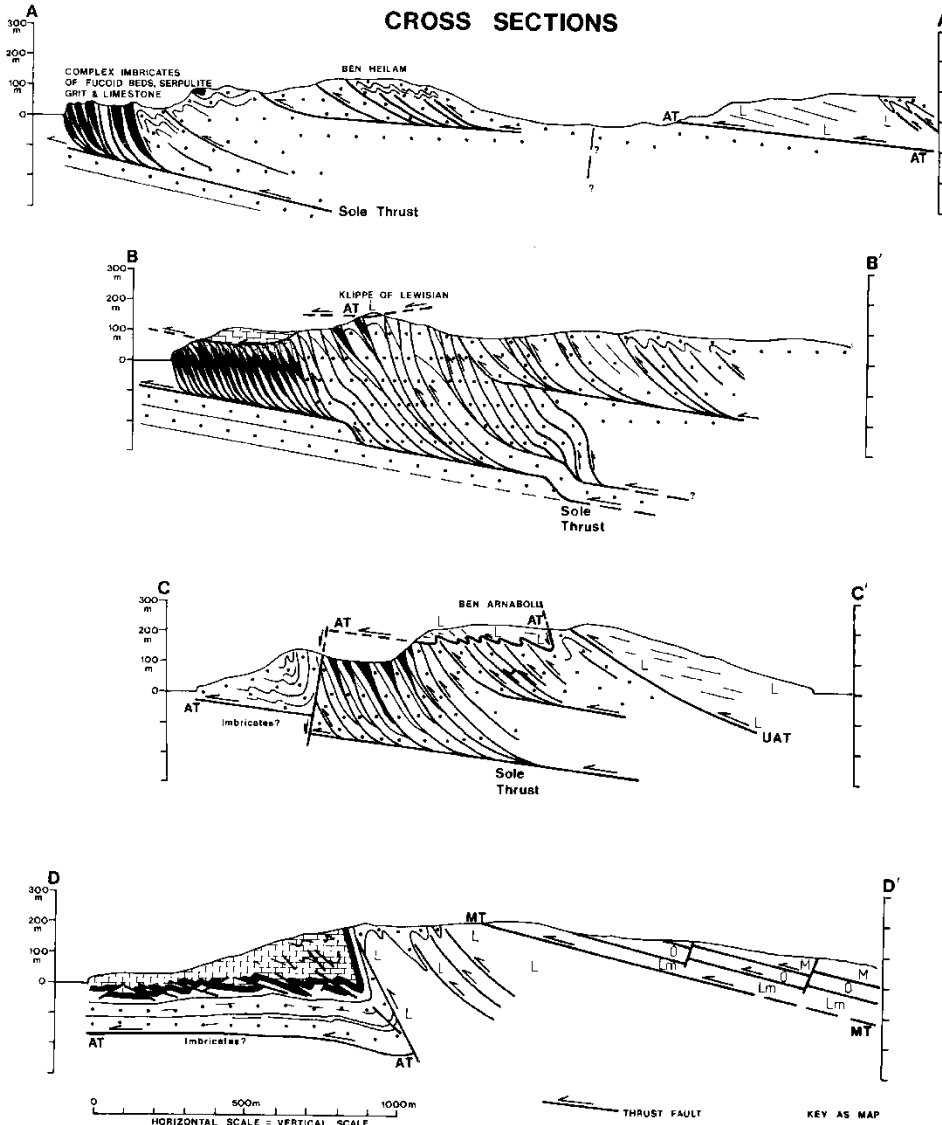 CROSS SECTIONS
A
A
300
m
200
100
0
COMPLEX IMBRICATES
OF FUCOID BEDS, SERPULITE
GRIT & LIMESTONE
BEN HEILAM
L
L
L
AT
AT
?
?
Sole Thrust
B
B'
300
m
200
100
0
KLIPPE OF LEWISIAN
AT
L
?
Sole
Thrust
C
C'
300
m
200
100
0
AT
BEN ARNABOLL
AT
L
L
L
L
L
L
AT
Imbricates?
UAT
Sole
Thrust
D
D'
300
m
200
100
0
MT
L
L
L
L
O
M
M
Lm
O
O
Lm
Lm
MT
AT
Imbricates?
AT
0
500m
1000m
HORIZONTAL SCALE = VERTICAL SCALE
THRUST FAULT
KEY AS MAP